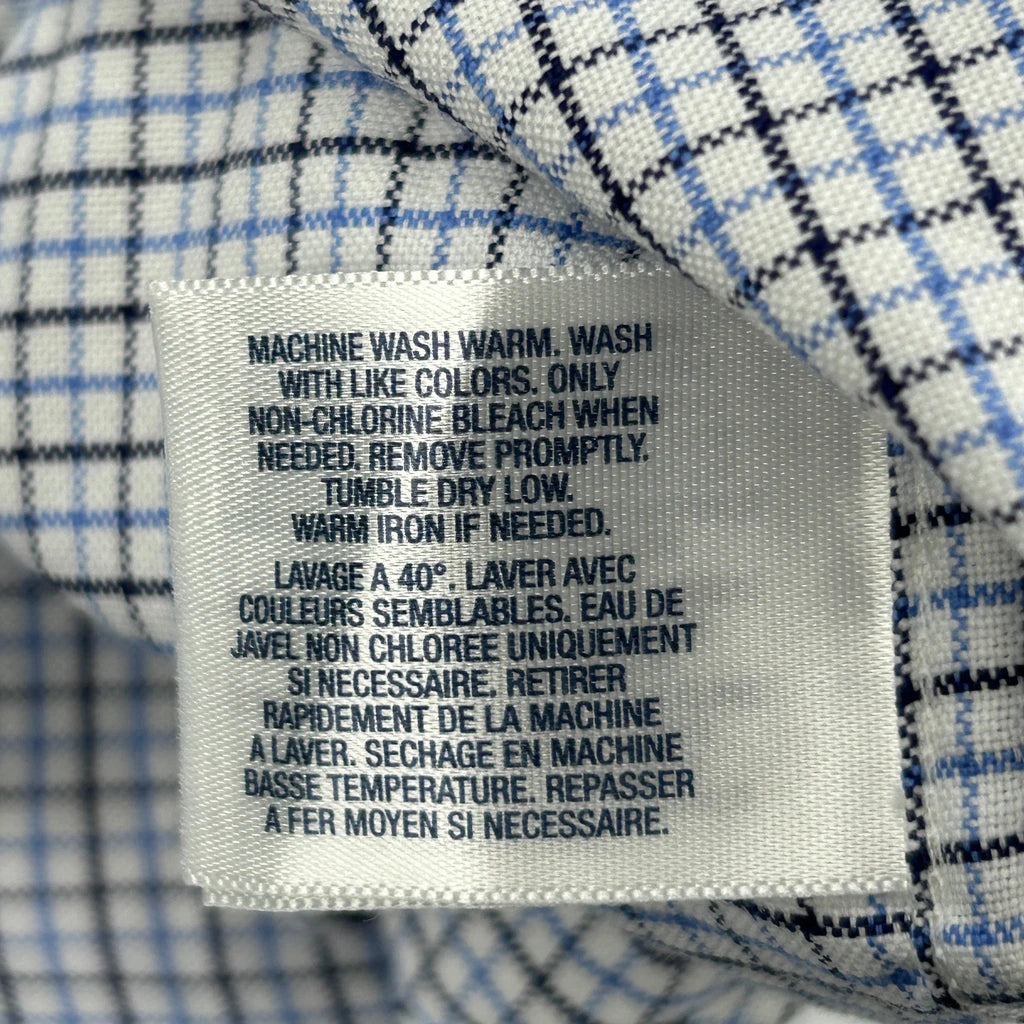 MACHINE WASH WARM. WASH
WITH LIKE COLORS. ONLY
NON-CHLORINE BLEACH WHEN
NEEDED. REMOVE PROMPTLY.
TUMBLE DRY LOW.
WARM IRON IF NEEDED.
LAVAGE A 40°. LAVER AVEC
COULEURS SEMBLABLES. EAU DE
JAVEL NON CHLOREE UNIQUEMENT
SI NECESSAIRE. RETIRER
RAPIDEMENT DE LA MACHINE
A LAVER. SECHAGE EN MACHINE
BASSE TEMPERATURE. REPASSER
A FER MOYEN SI NECESSAIRE.